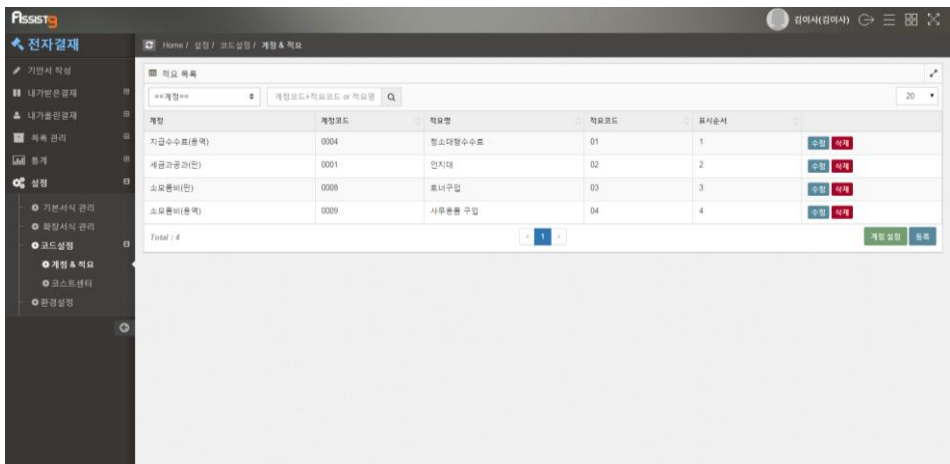 Assist9
김이사(김이사)
전자결재
Home / 설정 / 코드설정 / 계정 & 적요
기안서 작성
내가받은결재
내가올린결재
목록 관리
통계
설정
기본서식 관리
확장서식 관리
코드설정
계정 & 적요
코스트센터
환경설정
적요 목록
==계정== 계정코드+적요코드 or 적요명 20
계정 계정코드 적요명 적요코드 표시순서
지급수수료(용역) 0004 청소대행수수료 01 1 수정 삭제
세금과공과(판) 0001 인지대 02 2 수정 삭제
소모품비(판) 0008 토너구입 03 3 수정 삭제
소모품비(용역) 0009 사무용품 구입 04 4 수정 삭제
Total : 4 1 계정 설정 등록